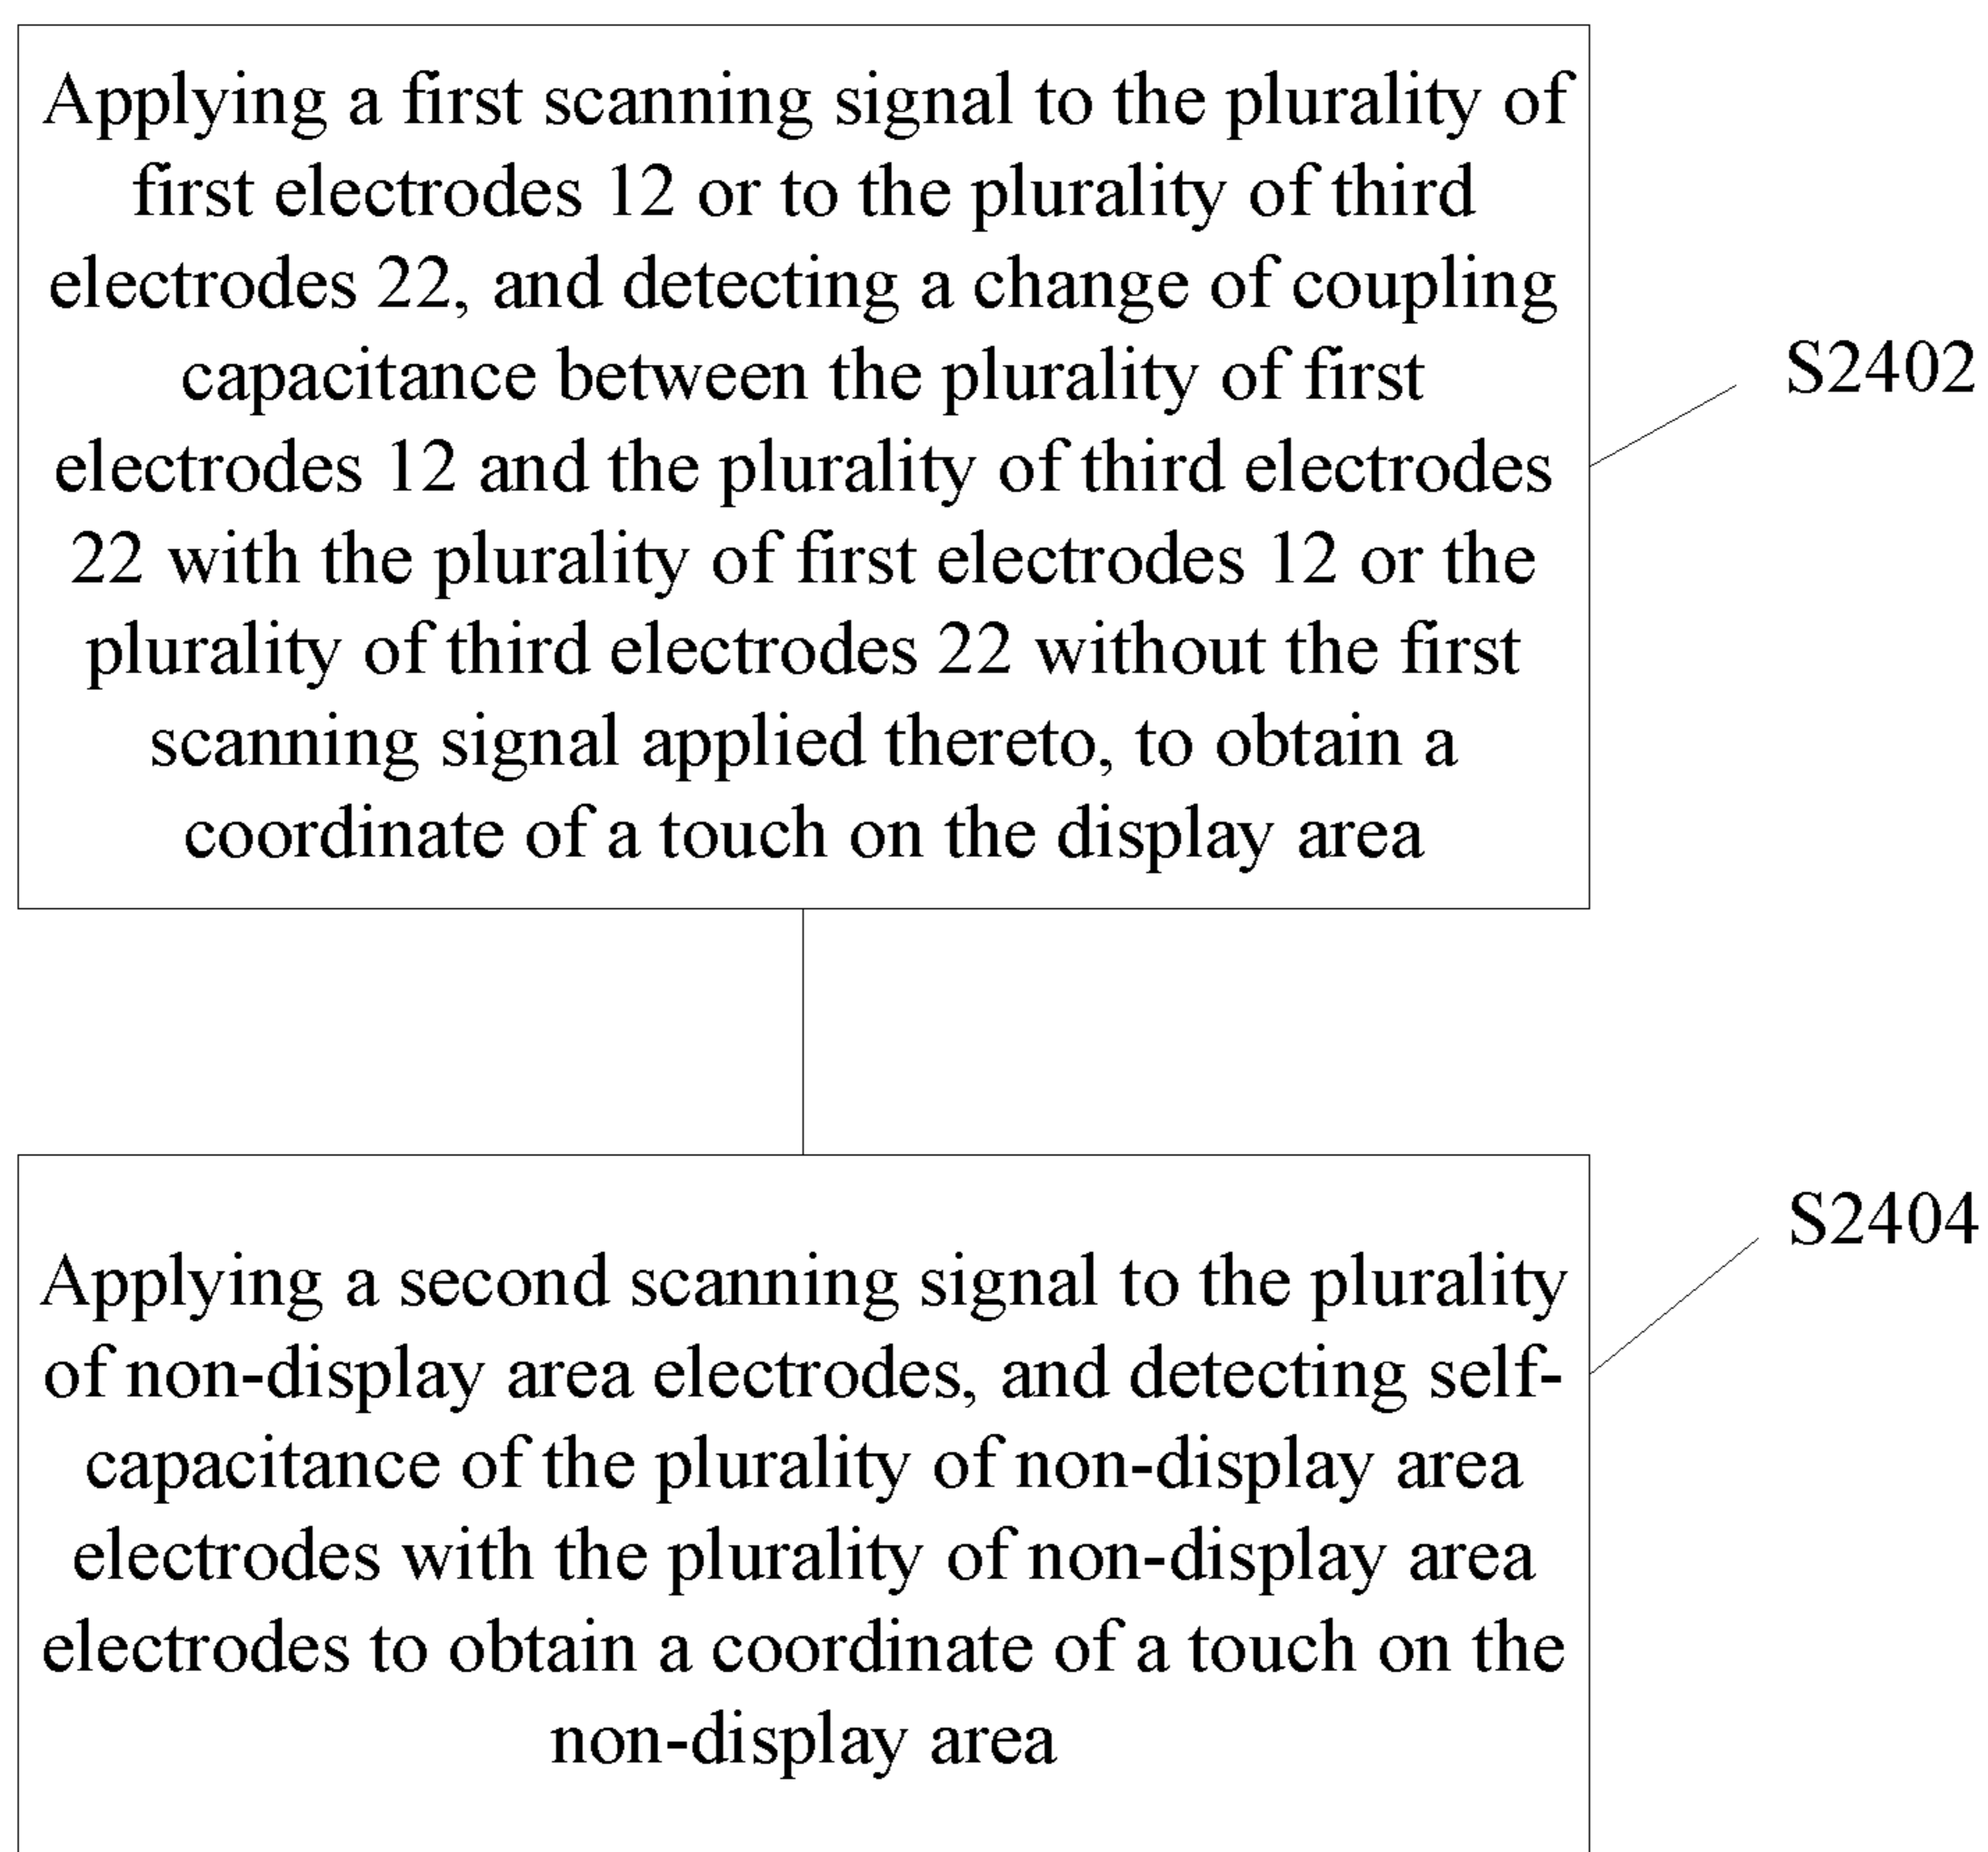 Applying a first scanning signal to the plurality of
first electrodes 12 or to the plurality of third
electrodes 22, and detecting a change of coupling
capacitance between the plurality of first
electrodes 12 and the plurality of third electrodes
22 with the plurality of first electrodes 12 or the
plurality of third electrodes 22 without the first
scanning signal applied thereto, to obtain a
coordinate of a touch on the display area
S2402
S2404
Applying a second scanning signal to the plurality
of non-display area electrodes, and detecting self-
capacitance of the plurality of non-display area
electrodes with the plurality of non-display area
electrodes to obtain a coordinate of a touch on the
non-display area